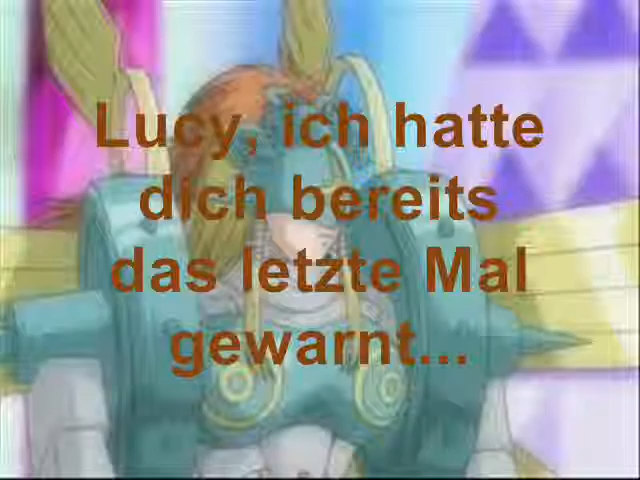 Lucy, ich hatte
dich bereits
das letzte Mal
gewarnt...